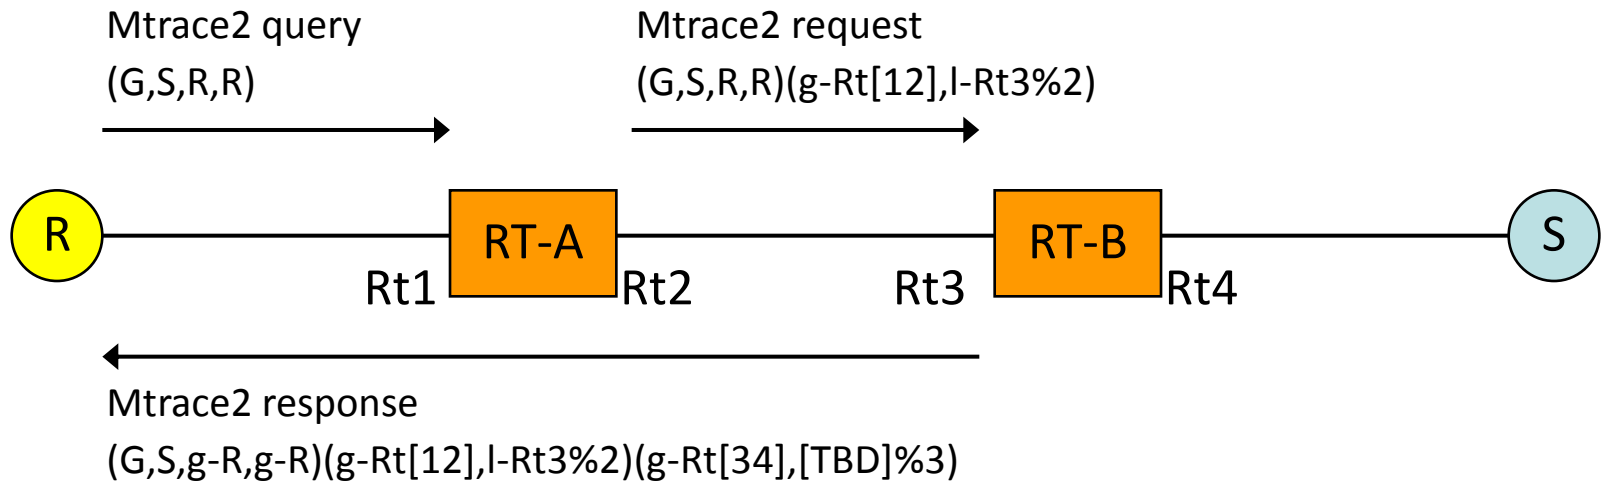 Mtrace2 query
(G,S,R,R)
Mtrace2 request
(G,S,R,R)(g-Rt[12],l-Rt3%2)
R
RT-A
RT-B
S
Rt1
Rt2
Rt3
Rt4
Mtrace2 response
(G,S,g-R,g-R)(g-Rt[12],l-Rt3%2)(g-Rt[34],[TBD]%3)